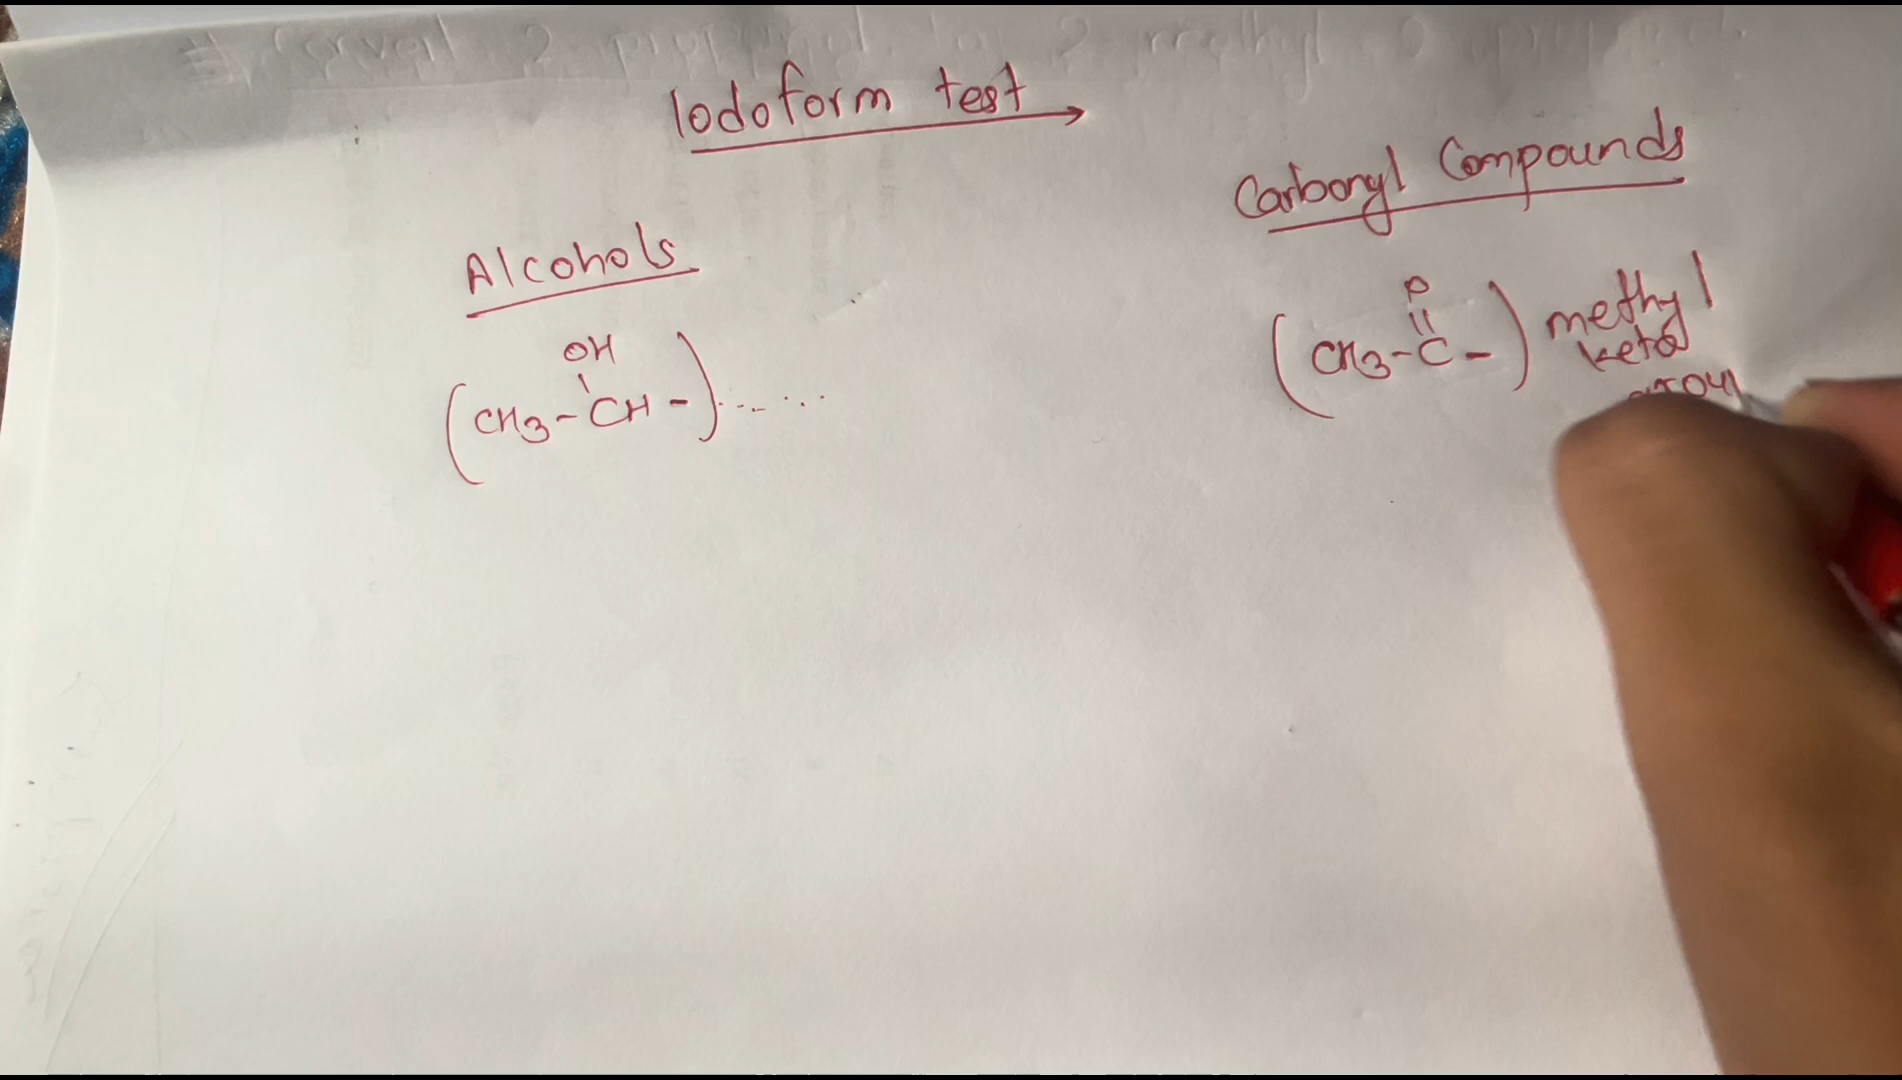 Iodoform test
Carbonyl Compounds
Alcohols
O
||
(CH3-C-) methyl
keto
OH
|
(CH3-CH-)........